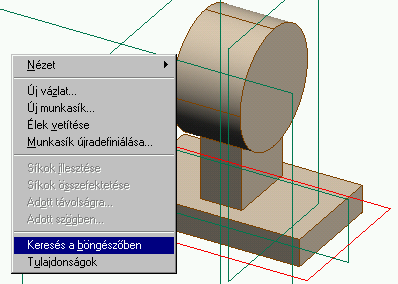 Nézet
Új vázlat...
Új munkasík...
Élek vetítése
Munkasík újradefiniálása...
Síkok jllesztése
Síkok összefektetése
Adott távolságra...
Adott szögben...
Keresés a böngészőben
Tulajdonságok